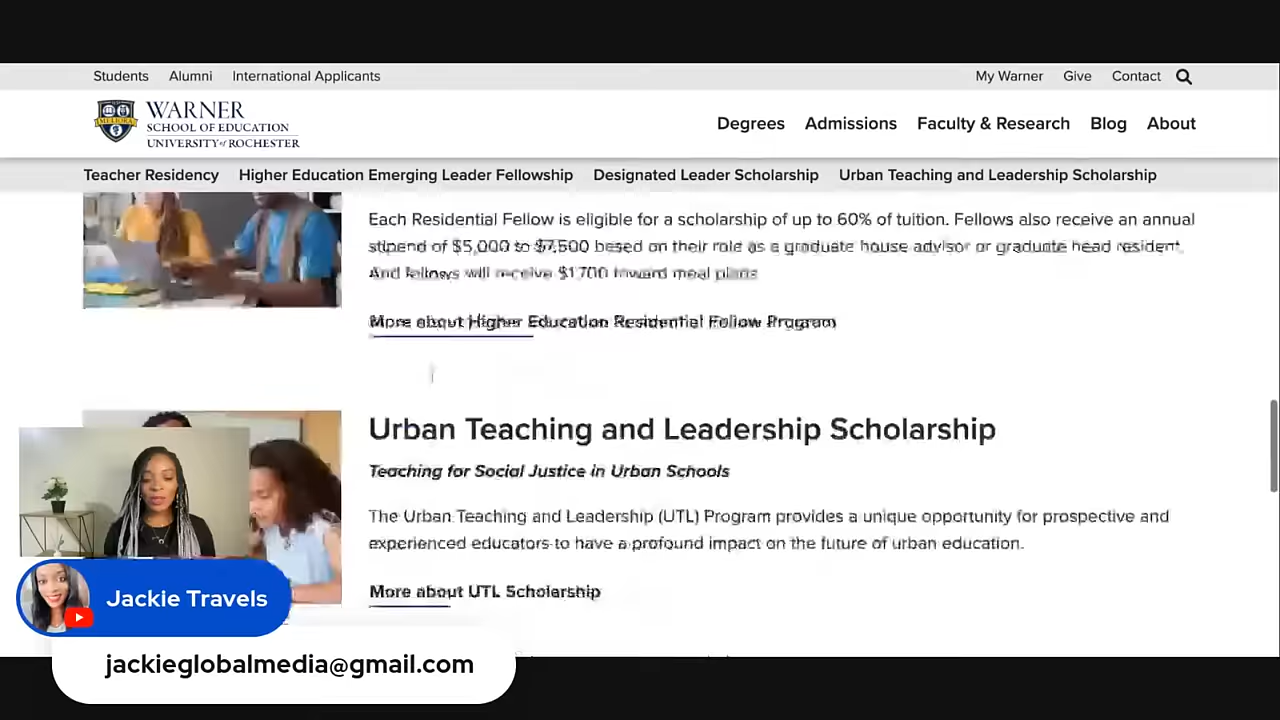 Students Alumni International Applicants My Warner Give Contact
WARNER
SCHOOL OF EDUCATION
UNIVERSITY of ROCHESTER
MELIORA
Degrees Admissions Faculty & Research Blog About
Teacher Residency Higher Education Emerging Leader Fellowship Designated Leader Scholarship Urban Teaching and Leadership Scholarship
Each Residential Fellow is eligible for a scholarship of up to 60% of tuition. Fellows also receive an annual
stipend of $5,000 to $7,500 based on their role as a graduate house advisor or graduate head resident.
And fellows will receive $1700 toward meal plans
More about Higher Education Residential Fellow Program
Urban Teaching and Leadership Scholarship
Teaching for Social Justice in Urban Schools
The Urban Teaching and Leadership (UTL) Program provides a unique opportunity for prospective and
experienced educators to have a profound impact on the future of urban education.
More about UTL Scholarship
Jackie Travels
jackieglobalmedia@gmail.com